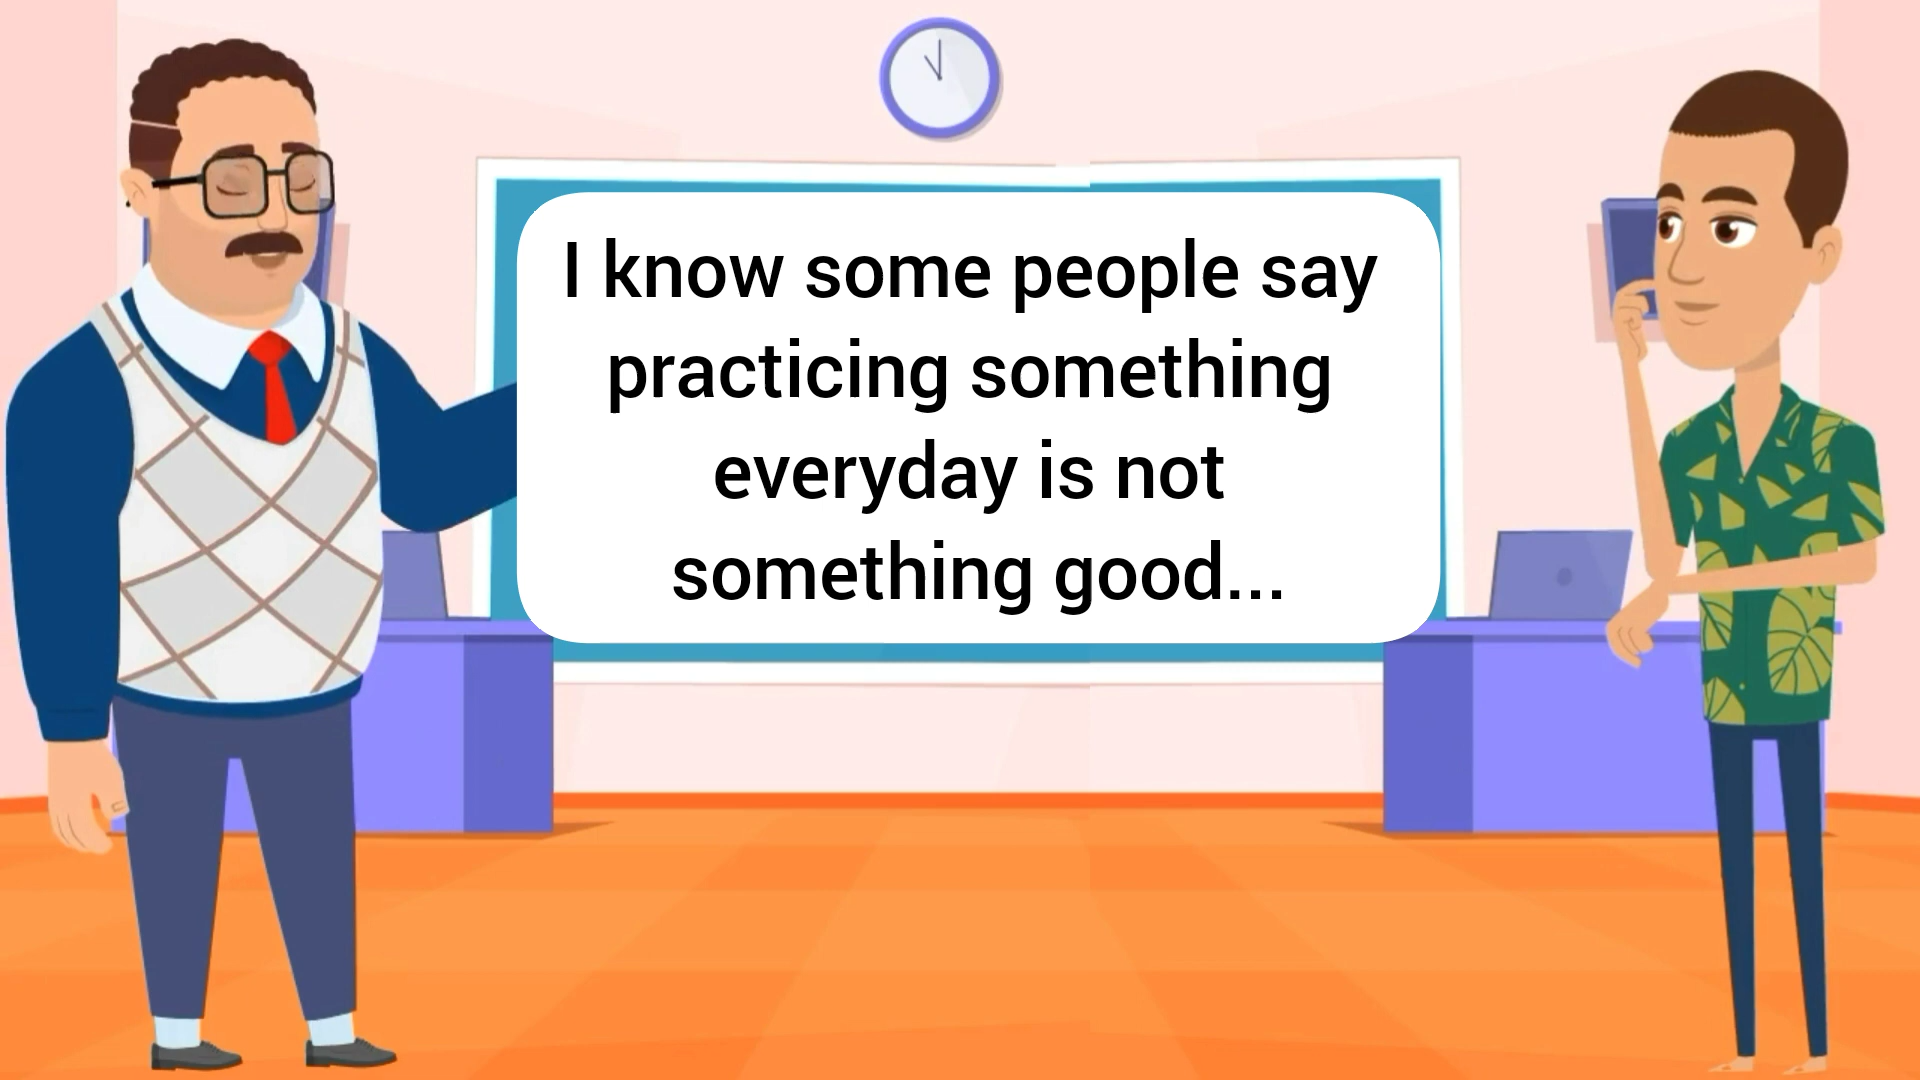 I know some people say
practicing something
everyday is not
something good...